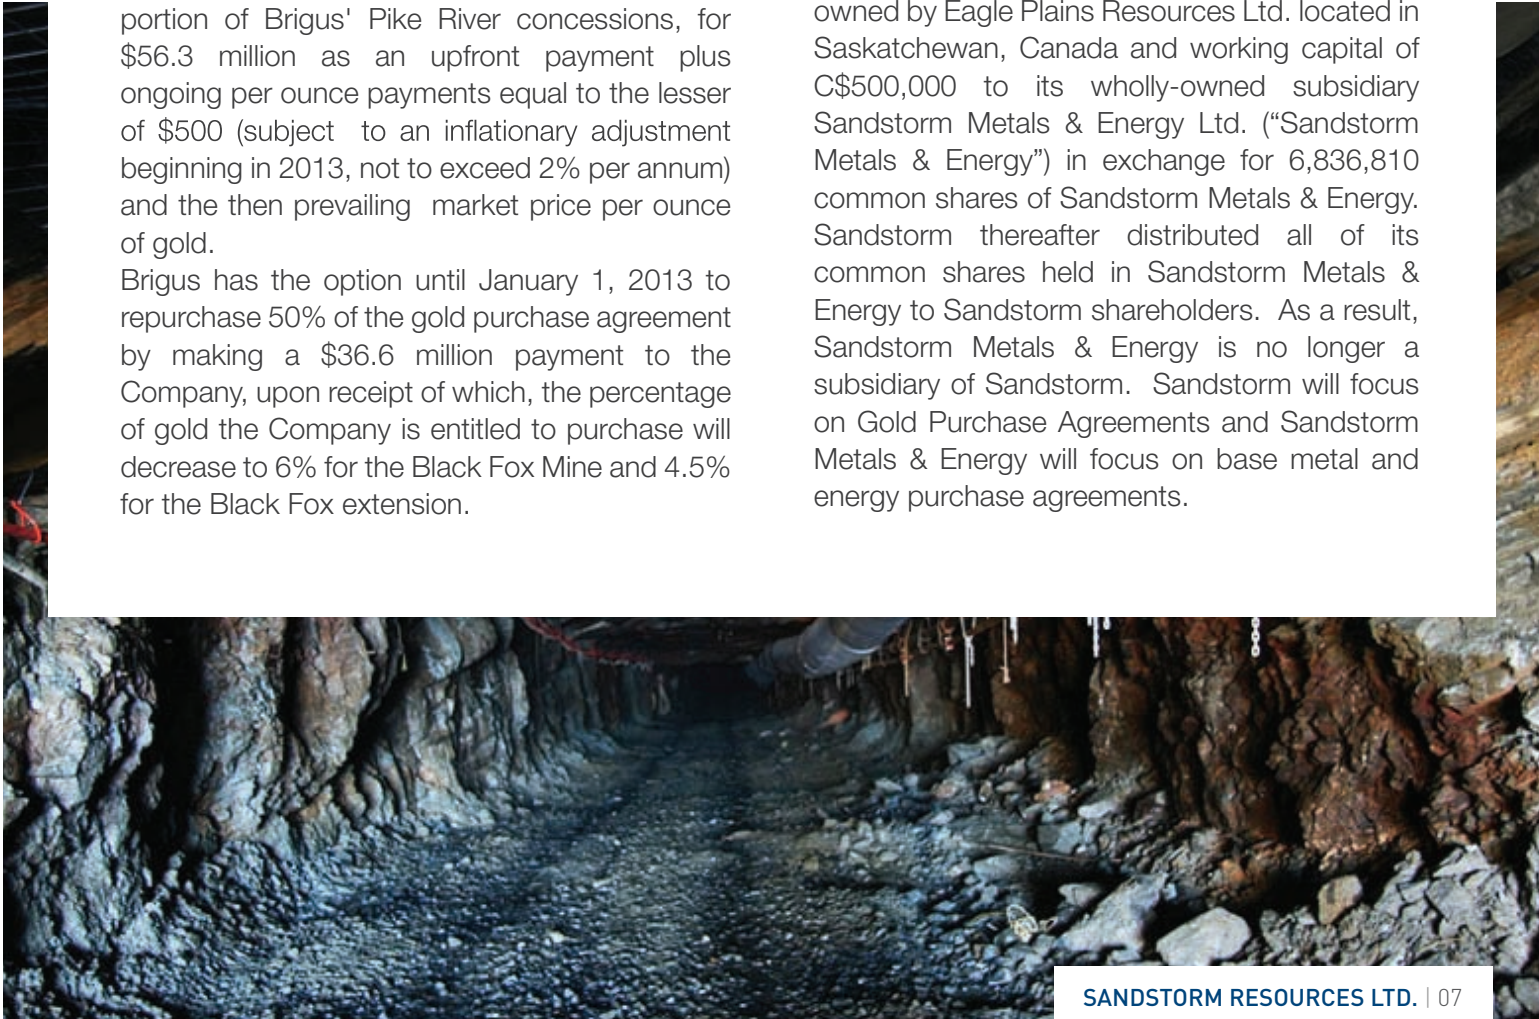 portion of Brigus' Pike River concessions, for
$56.3 million as an upfront payment plus
ongoing per ounce payments equal to the lesser
of $500 (subject to an inflationary adjustment
beginning in 2013, not to exceed 2% per annum)
and the then prevailing market price per ounce
of gold.
Brigus has the option until January 1, 2013 to
repurchase 50% of the gold purchase agreement
by making a $36.6 million payment to the
Company, upon receipt of which, the percentage
of gold the Company is entitled to purchase will
decrease to 6% for the Black Fox Mine and 4.5%
for the Black Fox extension.
owned by Eagle Plains Resources Ltd. located in
Saskatchewan, Canada and working capital of
C$500,000 to its wholly-owned subsidiary
Sandstorm Metals & Energy Ltd. (“Sandstorm
Metals & Energy”) in exchange for 6,836,810
common shares of Sandstorm Metals & Energy.
Sandstorm thereafter distributed all of its
common shares held in Sandstorm Metals &
Energy to Sandstorm shareholders. As a result,
Sandstorm Metals & Energy is no longer a
subsidiary of Sandstorm. Sandstorm will focus
on Gold Purchase Agreements and Sandstorm
Metals & Energy will focus on base metal and
energy purchase agreements.
SANDSTORM RESOURCES LTD. | 07